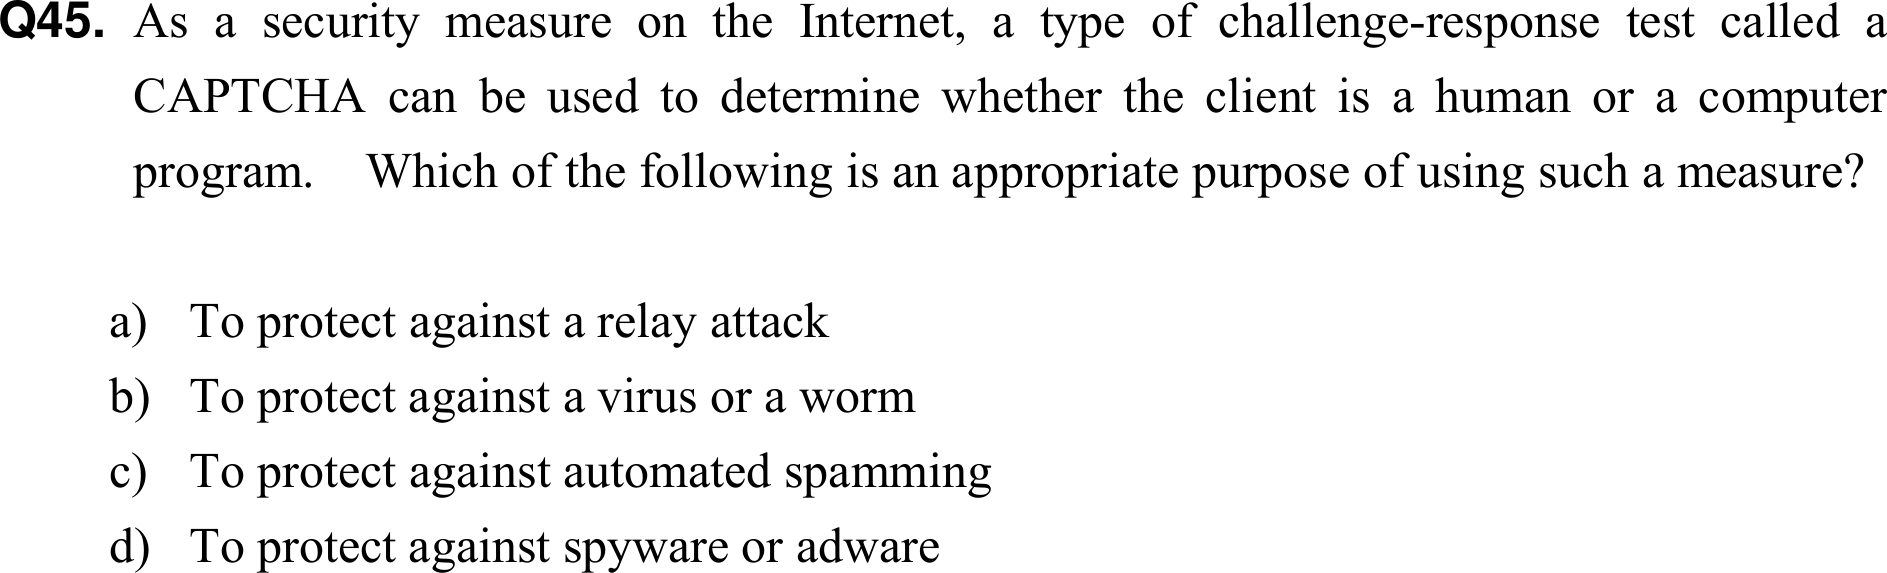 Q45. As a security measure on the Internet, a type of challenge-response test called a
CAPTCHA can be used to determine whether the client is a human or a computer
program. Which of the following is an appropriate purpose of using such a measure?
a) To protect against a relay attack
b) To protect against a virus or a worm
c) To protect against automated spamming
d) To protect against spyware or adware